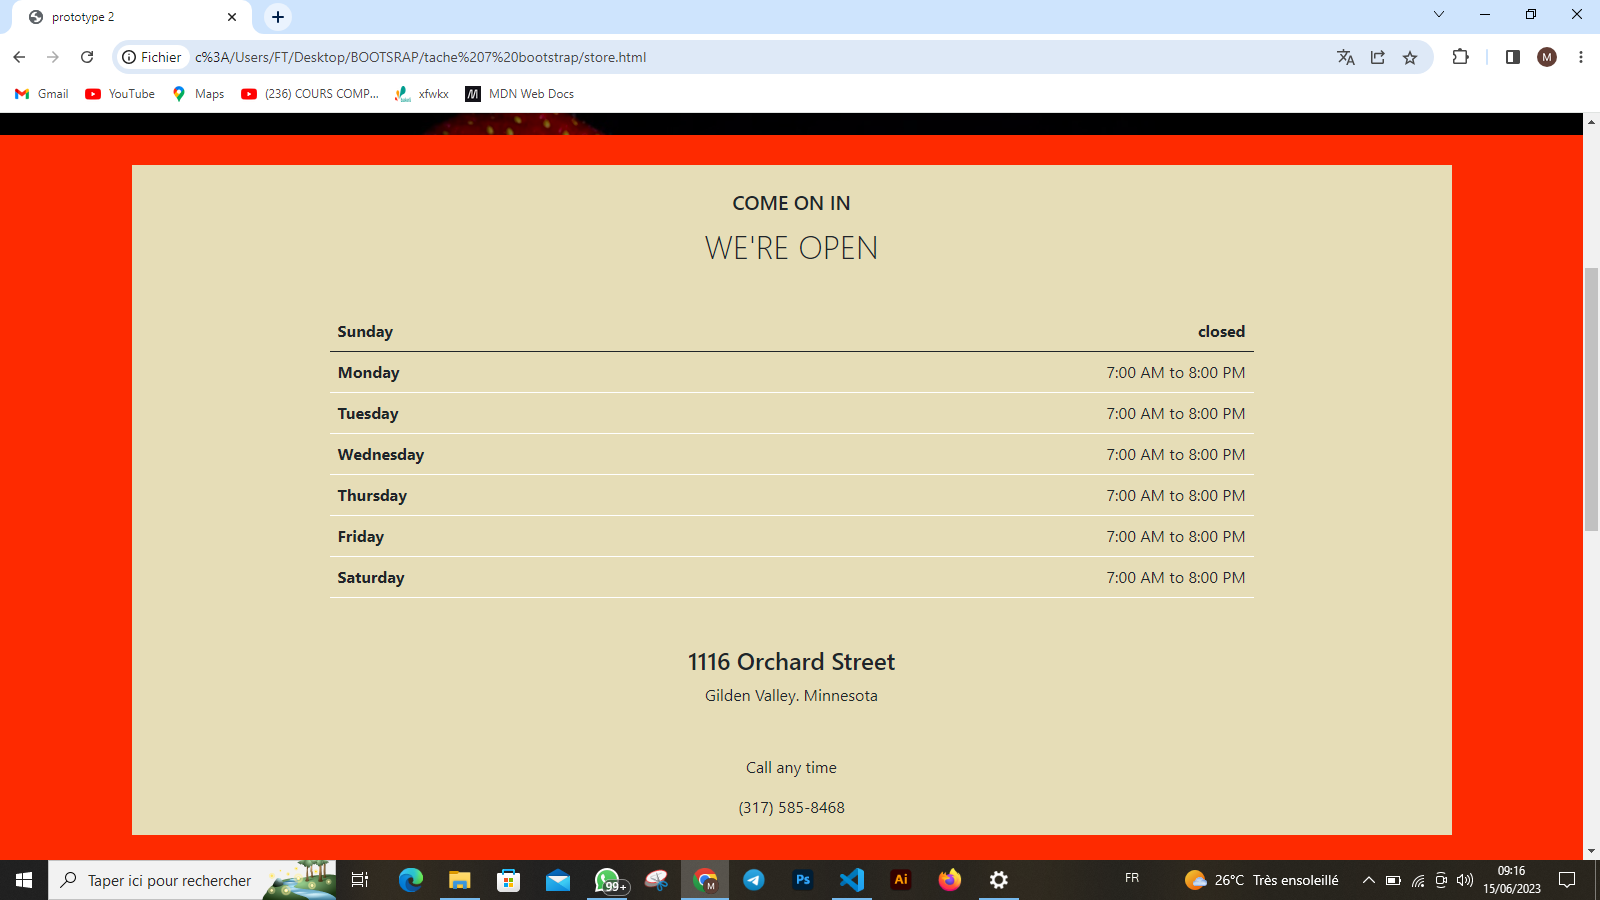 prototype 2
Fichier c%3A/Users/FT/Desktop/BOOTSRAP/tache%207%20bootstrap/store.html
M
Gmail YouTube Maps (236) COURS COMP... xfwkx MDN Web Docs
COME ON IN
WE'RE OPEN
Sunday closed
Monday 7:00 AM to 8:00 PM
Tuesday 7:00 AM to 8:00 PM
Wednesday 7:00 AM to 8:00 PM
Thursday 7:00 AM to 8:00 PM
Friday 7:00 AM to 8:00 PM
Saturday 7:00 AM to 8:00 PM
1116 Orchard Street
Gilden Valley. Minnesota
Call any time
(317) 585-8468
Taper ici pour rechercher 99+ M Ps Ai FR 26°C Très ensoleillé 09:16
15/06/2023